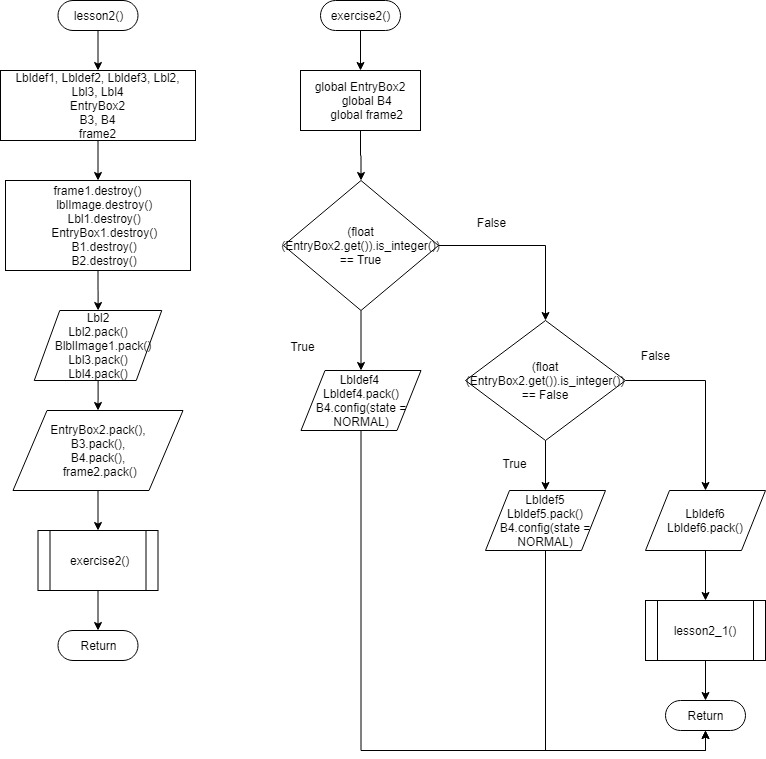 lesson2()
Lbldef1, Lbldef2, Lbldef3, Lbl2,
Lbl3, Lbl4
EntryBox2
B3, B4
frame2
frame1.destroy()
lblImage.destroy()
Lbl1.destroy()
EntryBox1.destroy()
B1.destroy()
B2.destroy()
Lbl2
Lbl2.pack()
BlblImage1.pack()
Lbl3.pack()
Lbl4.pack()
EntryBox2.pack(),
B3.pack(),
B4.pack(),
frame2.pack()
exercise2()
Return
exercise2()
global EntryBox2
global B4
global frame2
(float
(EntryBox2.get()).is_integer())
== True
False
True
Lbldef4
Lbldef4.pack()
B4.config(state =
NORMAL)
(float
(EntryBox2.get()).is_integer())
== False
False
True
Lbldef5
Lbldef5.pack()
B4.config(state =
NORMAL)
Lbldef6
Lbldef6.pack()
lesson2_1()
Return